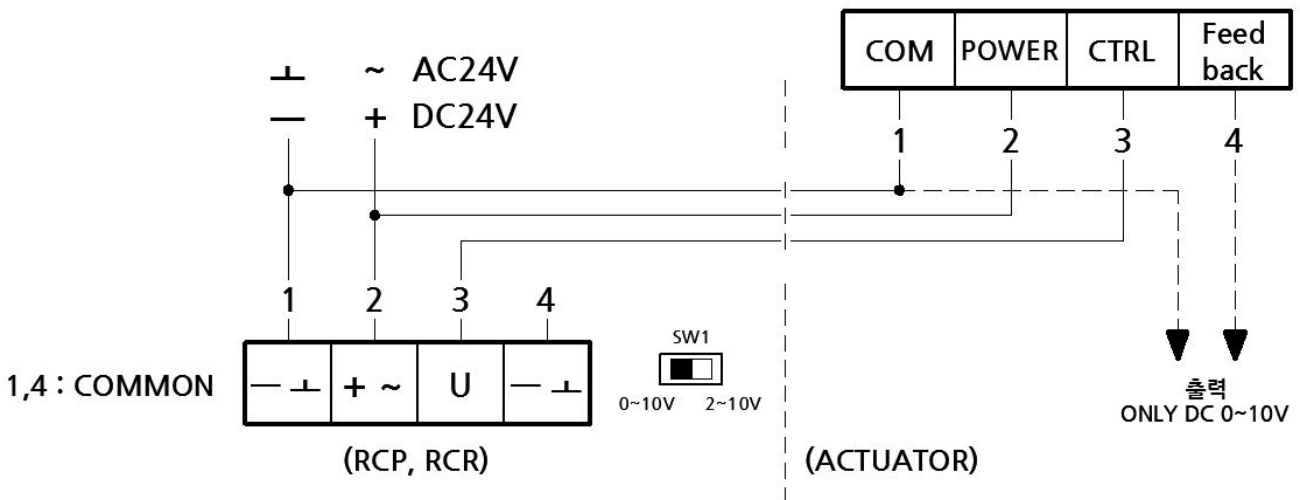 ⊥ ~ AC24V
— + DC24V
COM POWER CTRL Feed back
1 2 3 4
1 2 3 4
1,4 : COMMON
— ⊥ + ~ U — ⊥
(RCP, RCR)
SW1
0~10V 2~10V
(ACTUATOR)
출력
ONLY DC 0~10V